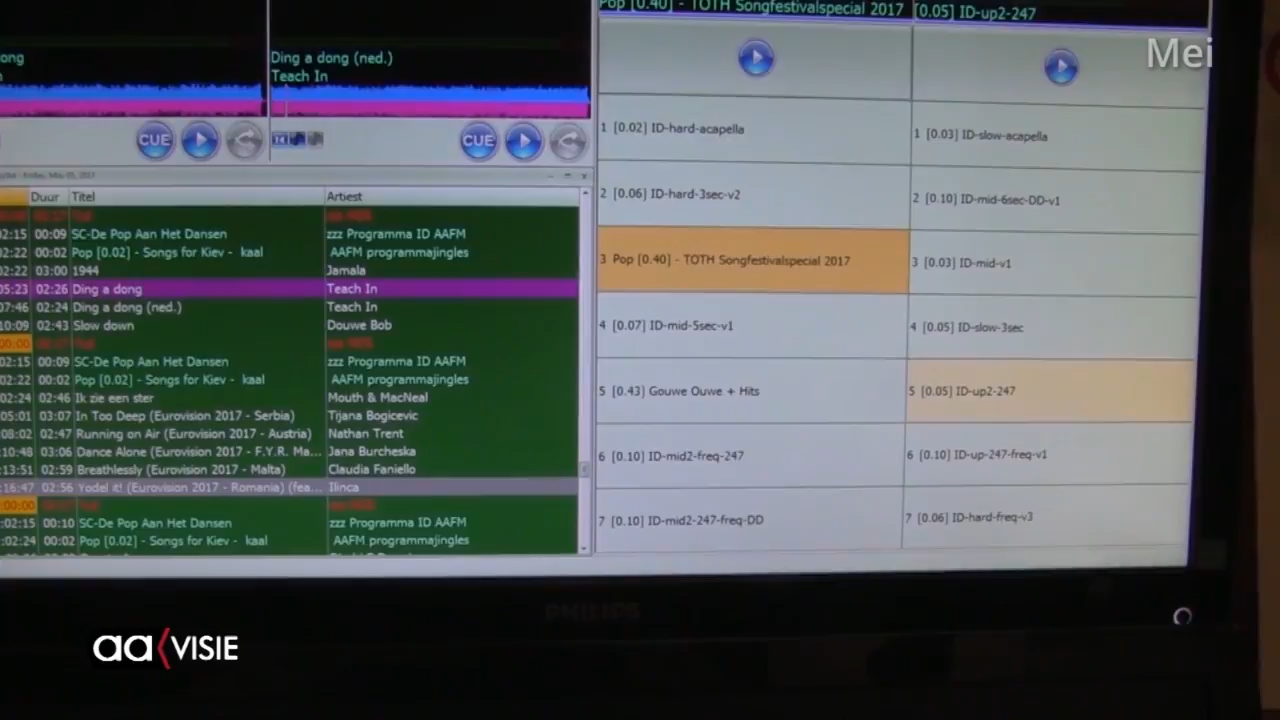 Pop [0.40] - TOTH Songfestivalspecial 2017
[0.05] ID-up2-247
Mei
Ding a dong (ned.)
Teach In
CUE
CUE
1 [0.02] ID-hard-acapella
1 [0.03] ID-slow-acapella
2 [0.06] ID-hard-3sec-v2
2 [0.10] ID-mid-6sec-DD-v1
3 Pop [0.40] - TOTH Songfestivalspecial 2017
3 [0.03] ID-mid-v1
4 [0.07] ID-mid-5sec-v1
4 [0.05] ID-slow-3sec
5 [0.43] Gouwe Ouwe + Hits
5 [0.05] ID-up2-247
6 [0.10] ID-mid2-freq-247
6 [0.10] ID-up-247-freq-v1
7 [0.10] ID-mid2-247-freq-DD
7 [0.06] ID-hard-freq-v3
Duur Titel Artiest
02:15 00:09 SC-De Pop Aan Het Dansen zzz Programma ID AAFM
02:22 00:02 Pop [0.02] - Songs for Kiev - kaal AAFM programmajingles
02:22 03:00 1944 Jamala
05:23 02:26 Ding a dong Teach In
07:46 02:24 Ding a dong (ned.) Teach In
10:09 02:43 Slow down Douwe Bob
00:00
02:15 00:09 SC-De Pop Aan Het Dansen zzz Programma ID AAFM
02:22 00:02 Pop [0.02] - Songs for Kiev - kaal AAFM programmajingles
02:24 02:46 Ik zie een ster Mouth & MacNeal
05:01 03:07 In Too Deep (Eurovision 2017 - Serbia) Tijana Bogicevic
08:02 02:47 Running on Air (Eurovision 2017 - Austria) Nathan Trent
:10:48 03:06 Dance Alone (Eurovision 2017 - F.Y.R. Ma... Jana Burcheska
:13:51 02:59 Breathlessly (Eurovision 2017 - Malta) Claudia Faniello
:16:47 02:56 Yodel it! (Eurovision 2017 - Romania) (fea... Ilinca
:00:00
:02:15 00:10 SC-De Pop Aan Het Dansen zzz Programma ID AAFM
:02:24 00:02 Pop [0.02] - Songs for Kiev - kaal AAFM programmajingles
PHILIPS
aa VISIE